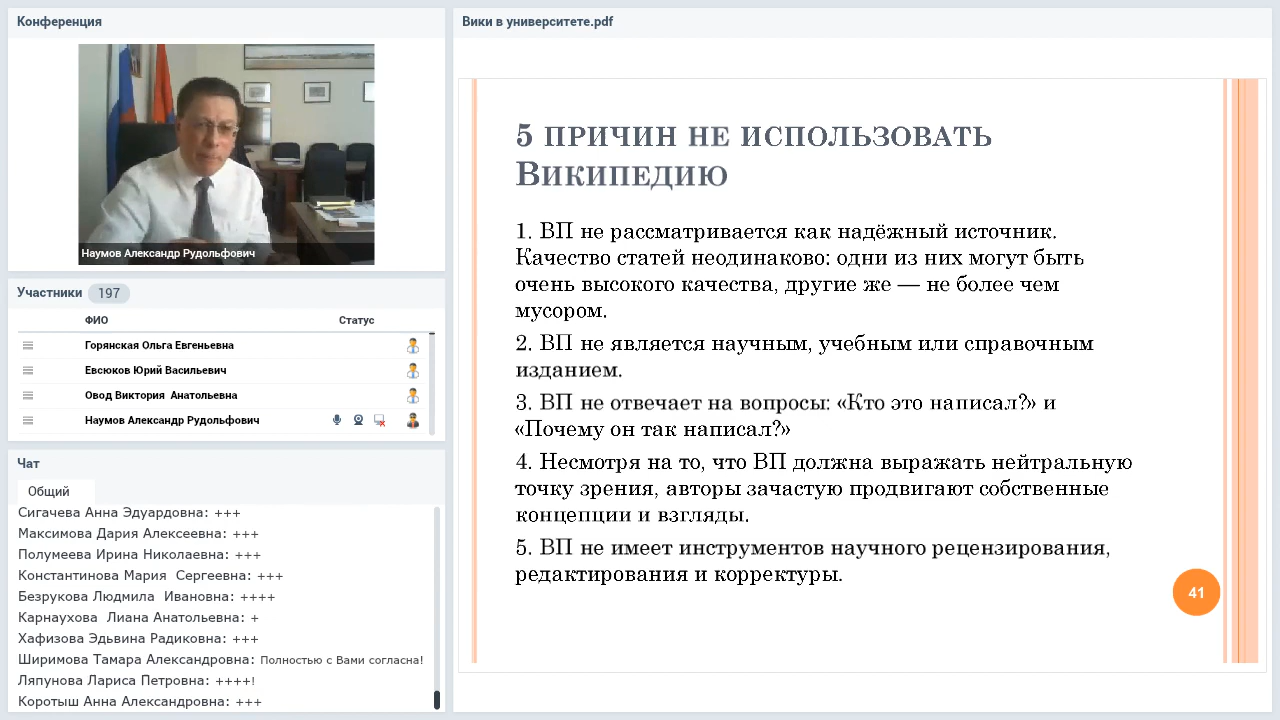 Конференция
Наумов Александр Рудольфович
Участники 197
ФИО Статус
Горянская Ольга Евгеньевна
Евсюков Юрий Васильевич
Овод Виктория Анатольевна
Наумов Александр Рудольфович
Чат
Общий
Сигачева Анна Эдуардовна: +++
Максимова Дария Алексеевна: +++
Полумеева Ирина Николаевна: +++
Константинова Мария Сергеевна: +++
Безрукова Людмила Ивановна: ++++
Карнаухова Лиана Анатольевна: +
Хафизова Эдьвина Радиковна: +++
Ширимова Тамара Александровна: Полностью с Вами согласна!
Ляпунова Лариса Петровна: ++++!
Коротыш Анна Александровна: +++
Вики в университете.pdf
5 ПРИЧИН НЕ ИСПОЛЬЗОВАТЬ
ВИКИПЕДИЮ
1. ВП не рассматривается как надёжный источник.
Качество статей неодинаково: одни из них могут быть
очень высокого качества, другие же — не более чем
мусором.
2. ВП не является научным, учебным или справочным
изданием.
3. ВП не отвечает на вопросы: «Кто это написал?» и
«Почему он так написал?»
4. Несмотря на то, что ВП должна выражать нейтральную
точку зрения, авторы зачастую продвигают собственные
концепции и взгляды.
5. ВП не имеет инструментов научного рецензирования,
редактирования и корректуры.
41